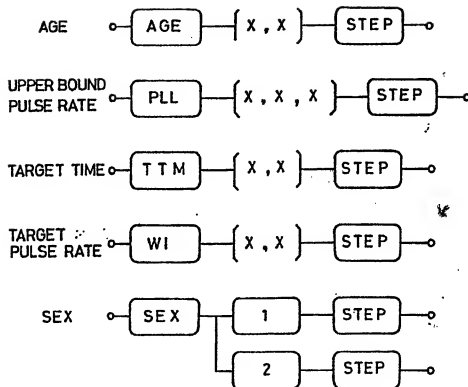 AGE AGE X , X STEP
UPPER BOUND
PULSE RATE PLL X , X , X STEP
TARGET TIME TTM X , X STEP
TARGET
PULSE RATE WI X , X STEP
SEX SEX 1 STEP
2 STEP